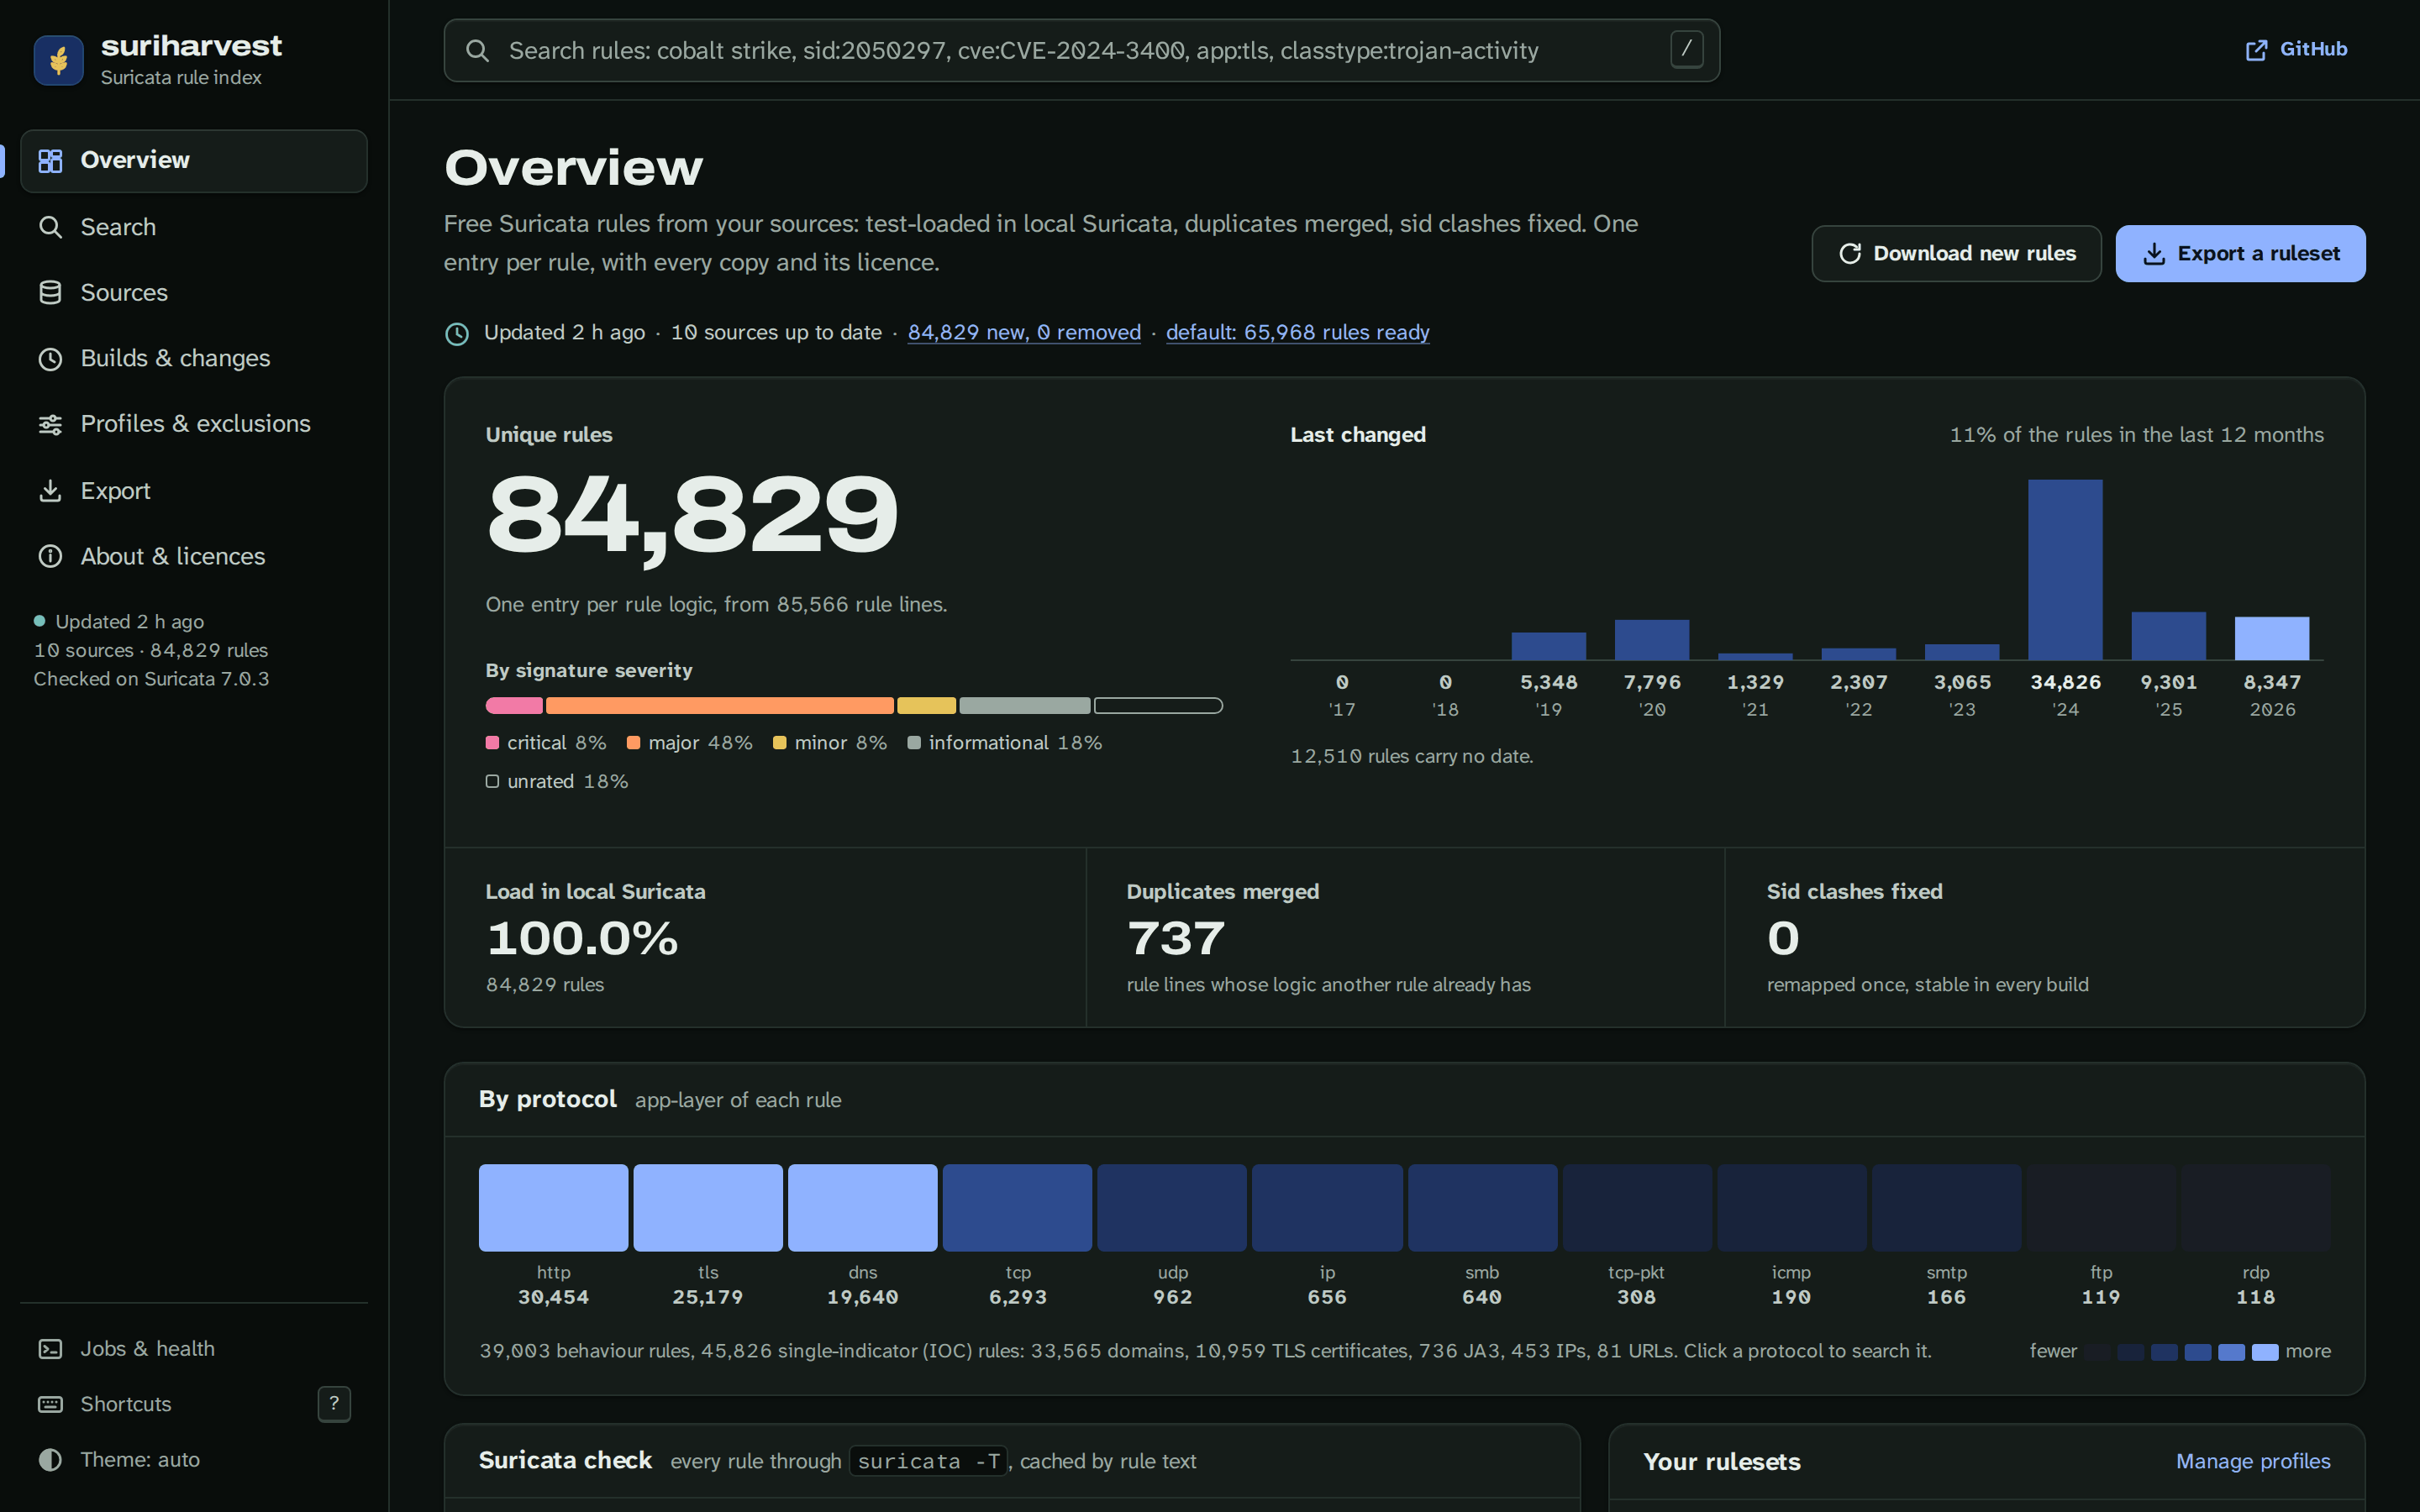 suriharvest
Suricata rule index
Overview
Search
Sources
Builds & changes
Profiles & exclusions
Export
About & licences
Updated 2 h ago
10 sources · 84,829 rules
Checked on Suricata 7.0.3
Jobs & health
Shortcuts ?
Theme: auto
Search rules: cobalt strike, sid:2050297, cve:CVE-2024-3400, app:tls, classtype:trojan-activity /
GitHub
Overview
Free Suricata rules from your sources: test-loaded in local Suricata, duplicates merged, sid clashes fixed. One
entry per rule, with every copy and its licence.
Download new rules
Export a ruleset
Updated 2 h ago · 10 sources up to date · 84,829 new, 0 removed · default: 65,968 rules ready
Unique rules
84,829
One entry per rule logic, from 85,566 rule lines.
By signature severity
critical 8% major 48% minor 8% informational 18%
unrated 18%
Last changed 11% of the rules in the last 12 months
0 0 5,348 7,796 1,329 2,307 3,065 34,826 9,301 8,347
'17 '18 '19 '20 '21 '22 '23 '24 '25 2026
12,510 rules carry no date.
Load in local Suricata
100.0%
84,829 rules
Duplicates merged
737
rule lines whose logic another rule already has
Sid clashes fixed
0
remapped once, stable in every build
By protocol app-layer of each rule
http tls dns tcp udp ip smb tcp-pkt icmp smtp ftp rdp
30,454 25,179 19,640 6,293 962 656 640 308 190 166 119 118
39,003 behaviour rules, 45,826 single-indicator (IOC) rules: 33,565 domains, 10,959 TLS certificates, 736 JA3, 453 IPs, 81 URLs. Click a protocol to search it.
fewer more
Suricata check every rule through suricata -T, cached by rule text
Your rulesets Manage profiles